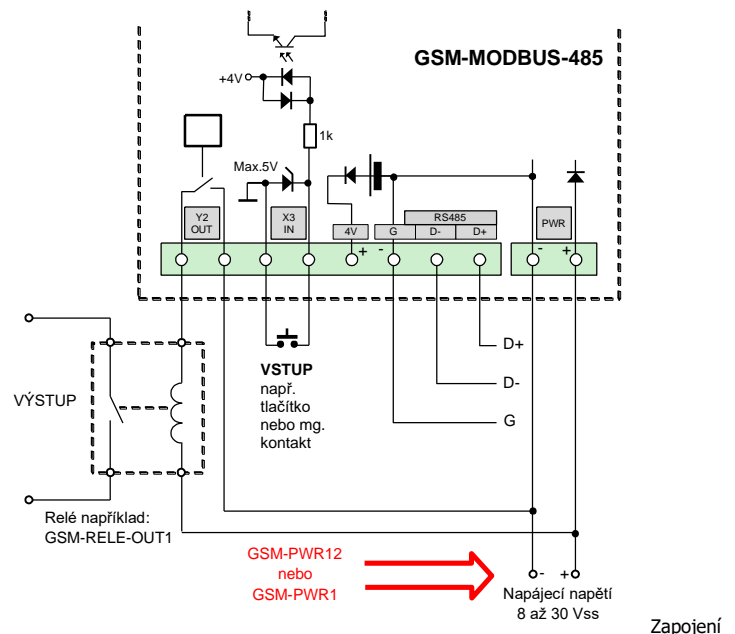 GSM-MODBUS-485
+4V
1k
Max.5V
Y2
OUT
X3
IN
4V
G
RS485
D-
D+
PWR
+
-
-
+
D+
D-
G
VSTUP
např.
tlačítko
nebo mg.
kontakt
VÝSTUP
Relé například:
GSM-RELE-OUT1
GSM-PWR12
nebo
GSM-PWR1
- +
Napájecí napětí
8 až 30 Vss
Zapojení